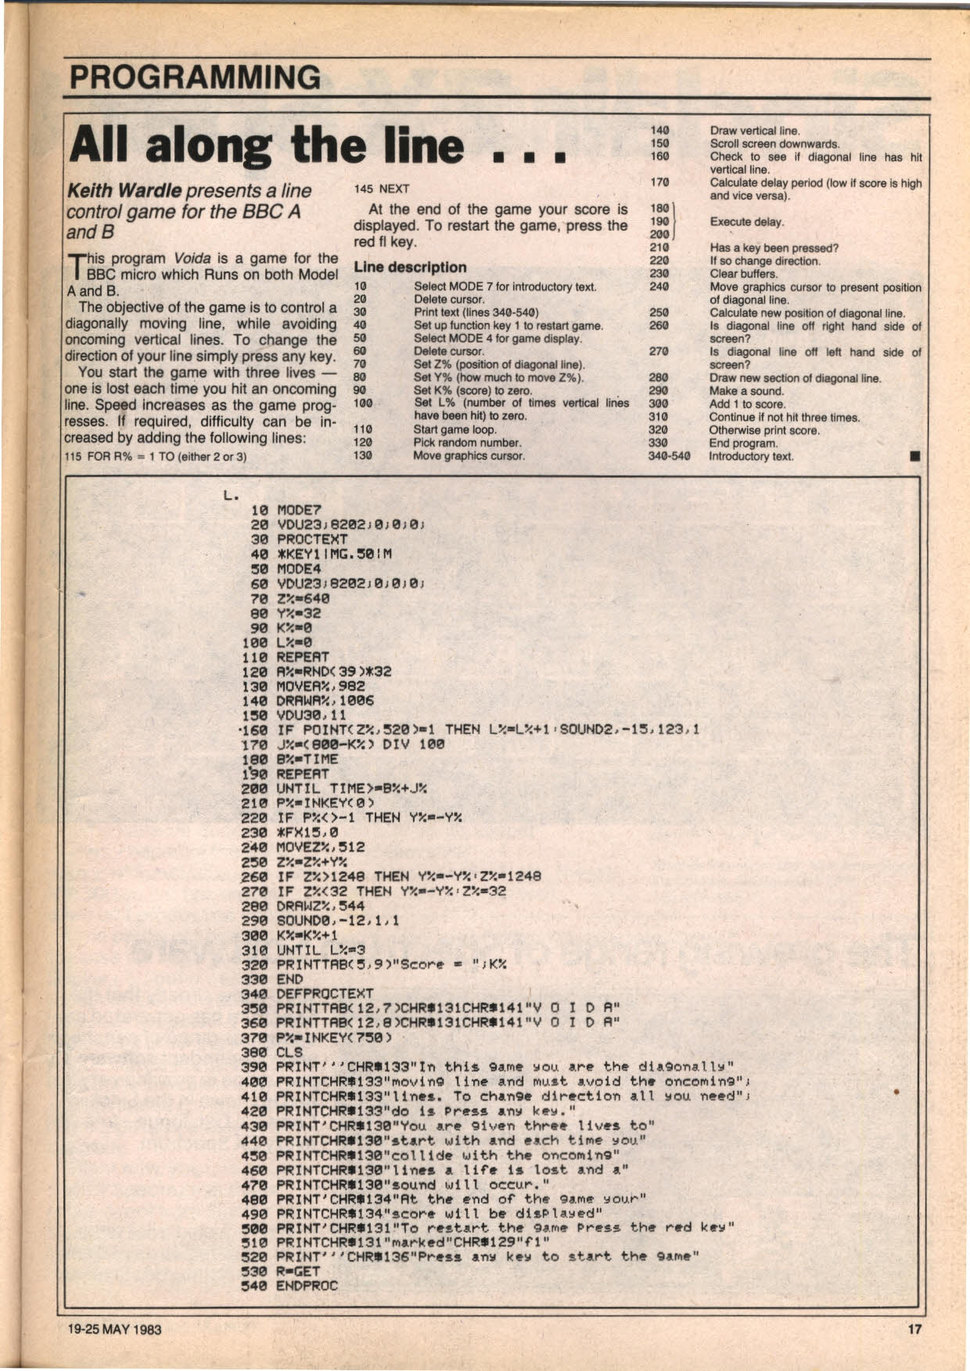 PROGRAMMING
All along the line . . .
Keith Wardle presents a line
control game for the BBC A
and B
This program Voida is a game for the
BBC micro which Runs on both Model
A and B.
The objective of the game is to control a
diagonally moving line, while avoiding
oncoming vertical lines. To change the
direction of your line simply press any key.
You start the game with three lives —
one is lost each time you hit an oncoming
line. Speed increases as the game prog-
resses. If required, difficulty can be in-
creased by adding the following lines:
115 FOR R% = 1 TO (either 2 or 3)
145 NEXT
At the end of the game your score is
displayed. To restart the game, press the
red fl key.
Line description
10 Select MODE 7 for introductory text.
20 Delete cursor.
30 Print text (lines 340-540)
40 Set up function key 1 to restart game.
50 Select MODE 4 for game display.
60 Delete cursor.
70 Set Z% (position of diagonal line).
80 Set Y% (how much to move Z%).
90 Set K% (score) to zero.
100 Set L% (number of times vertical lines
have been hit) to zero.
110 Start game loop.
120 Pick random number.
130 Move graphics cursor.
140 Draw vertical line.
150 Scroll screen downwards.
160 Check to see if diagonal line has hit
vertical line.
170 Calculate delay period (low if score is high
and vice versa).
180
190 Execute delay.
200
210 Has a key been pressed?
220 If so change direction.
230 Clear buffers.
240 Move graphics cursor to present position
of diagonal line.
250 Calculate new position of diagonal line.
260 Is diagonal line off right hand side of
screen?
270 Is diagonal line off left hand side of
screen?
280 Draw new section of diagonal line.
290 Make a sound.
300 Add 1 to score.
310 Continue if not hit three times.
320 Otherwise print score.
330 End program.
340-540 Introductory text.
L.
10 MODE7
20 VDU23;8202;0;0;0;
30 PROCTEXT
40 *KEY1|MG.50|M
50 MODE4
60 VDU23;8202;0;0;0;
70 Z%=640
80 Y%=32
90 K%=0
100 L%=0
110 REPEAT
120 A%=RND(39)*32
130 MOVEA%,982
140 DRAWA%,1006
150 VDU30,11
160 IF POINT(Z%,520)=1 THEN L%=L%+1:SOUND2,-15,123,1
170 J%=(800-K%) DIV 100
180 B%=TIME
190 REPEAT
200 UNTIL TIME>=B%+J%
210 P%=INKEY(0)
220 IF P%<>-1 THEN Y%=-Y%
230 *FX15,0
240 MOVEZ%,512
250 Z%=Z%+Y%
260 IF Z%>1248 THEN Y%=-Y%:Z%=1248
270 IF Z%<32 THEN Y%=-Y%:Z%=32
280 DRAWZ%,544
290 SOUND0,-12,1,1
300 K%=K%+1
310 UNTIL L%=3
320 PRINTTAB(5,9)"Score = ";K%
330 END
340 DEFPROCTEXT
350 PRINTTAB(12,7)CHR$131CHR$141"V O I D A"
360 PRINTTAB(12,8)CHR$131CHR$141"V O I D A"
370 P%=INKEY(750)
380 CLS
390 PRINT'''CHR$133"In this game you are the diagonally"
400 PRINTCHR$133"moving line and must avoid the oncoming";
410 PRINTCHR$133"lines. To change direction all you need";
420 PRINTCHR$133"do is press any key."
430 PRINT'CHR$130"You are given three lives to"
440 PRINTCHR$130"start with and each time you"
450 PRINTCHR$130"collide with the oncoming"
460 PRINTCHR$130"lines a life is lost and a"
470 PRINTCHR$130"sound will occur."
480 PRINT'CHR$134"At the end of the game your"
490 PRINTCHR$134"score will be displayed"
500 PRINT'CHR$131"To restart the game press the red key"
510 PRINTCHR$131"marked"CHR$129"f1"
520 PRINT'''CHR$136"Press any key to start the game"
530 R=GET
540 ENDPROC
19-25 MAY 1983
17